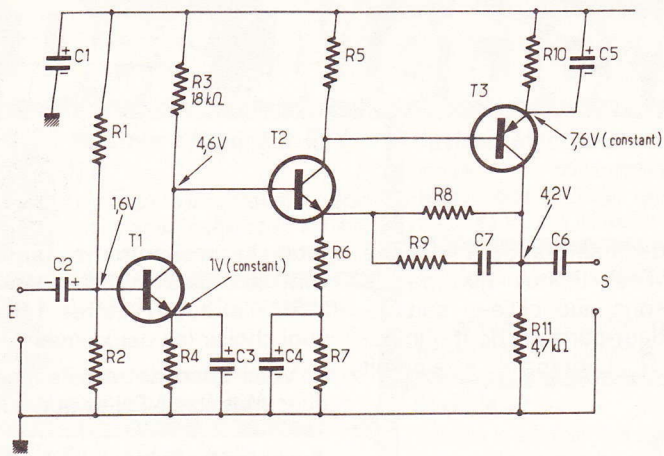 +
C1
-
R1
R3
18kΩ
R5
R10
+
C5
-
T3
7,6V (constant)
T2
4,6V
1,6V
T1
1V (constant)
R8
R9
C7
4,2V
C6
S
R6
C2
-
+
E
R2
R4
+
C3
-
+
C4
-
R7
R11
4,7kΩ